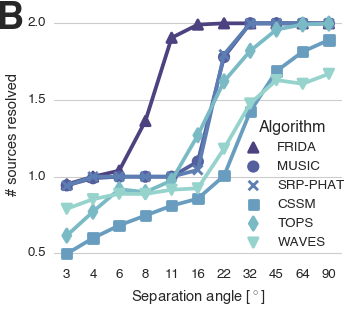 B
2.0
1.5
1.0
0.5
# sources resolved
Algorithm
FRIDA
MUSIC
SRP-PHAT
CSSM
TOPS
WAVES
3 4 6 8 11 16 22 32 45 64 90
Separation angle [°]